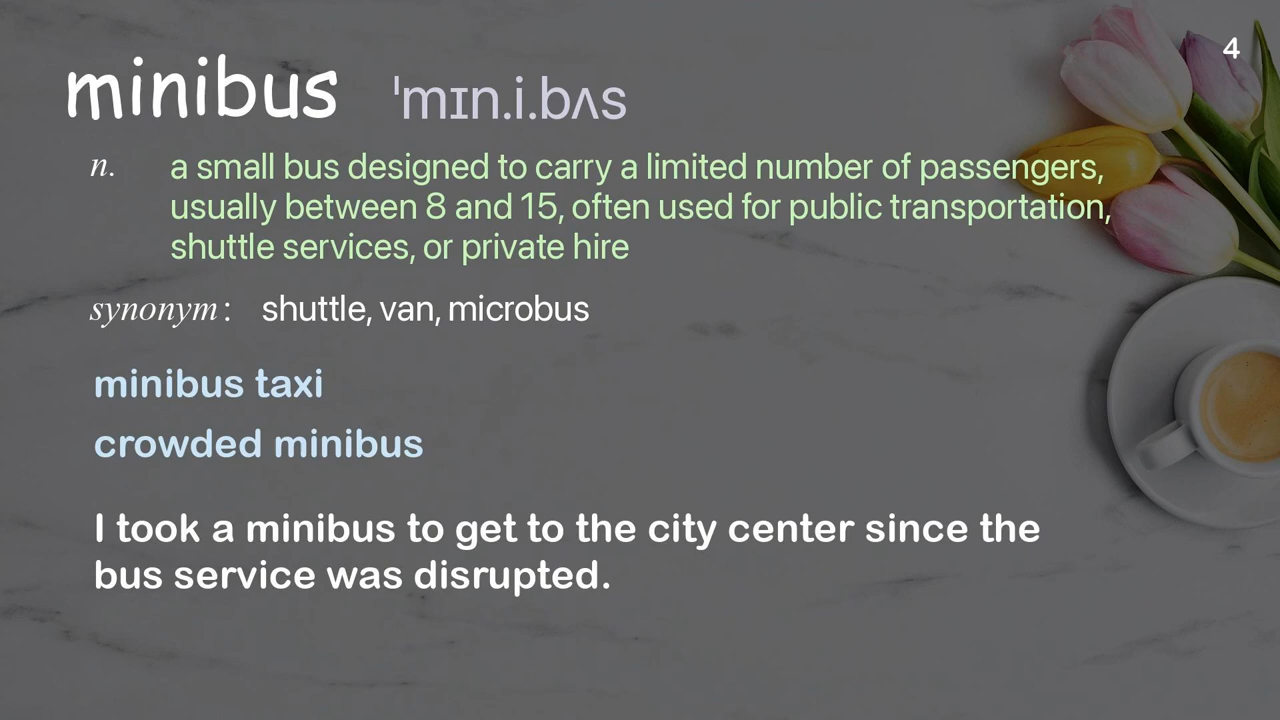 4
minibus ˈmɪn.i.bʌs
n. a small bus designed to carry a limited number of passengers,
usually between 8 and 15, often used for public transportation,
shuttle services, or private hire
synonym: shuttle, van, microbus
minibus taxi
crowded minibus
I took a minibus to get to the city center since the
bus service was disrupted.